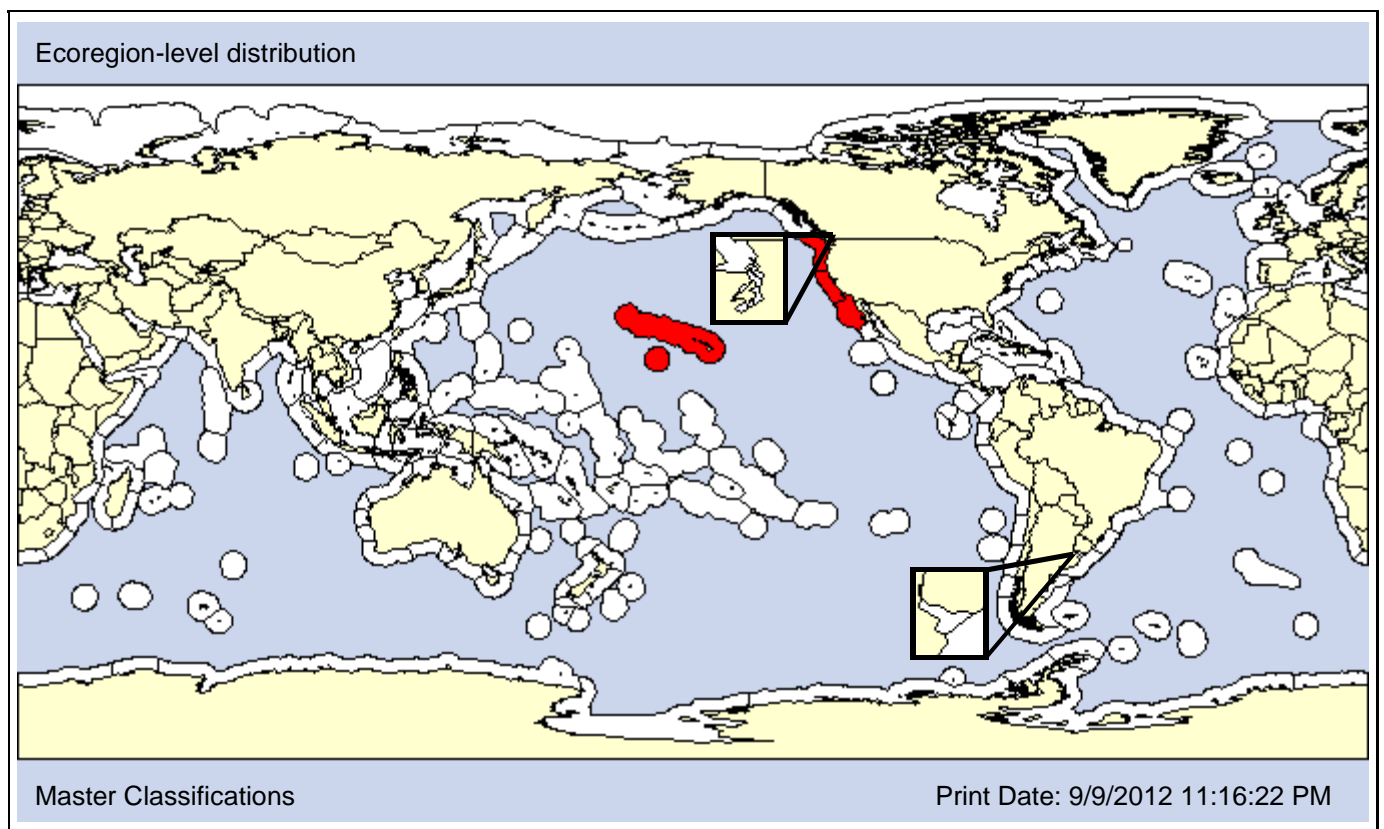 Ecoregion-level distribution
Master Classifications
Print Date: 9/9/2012 11:16:22 PM